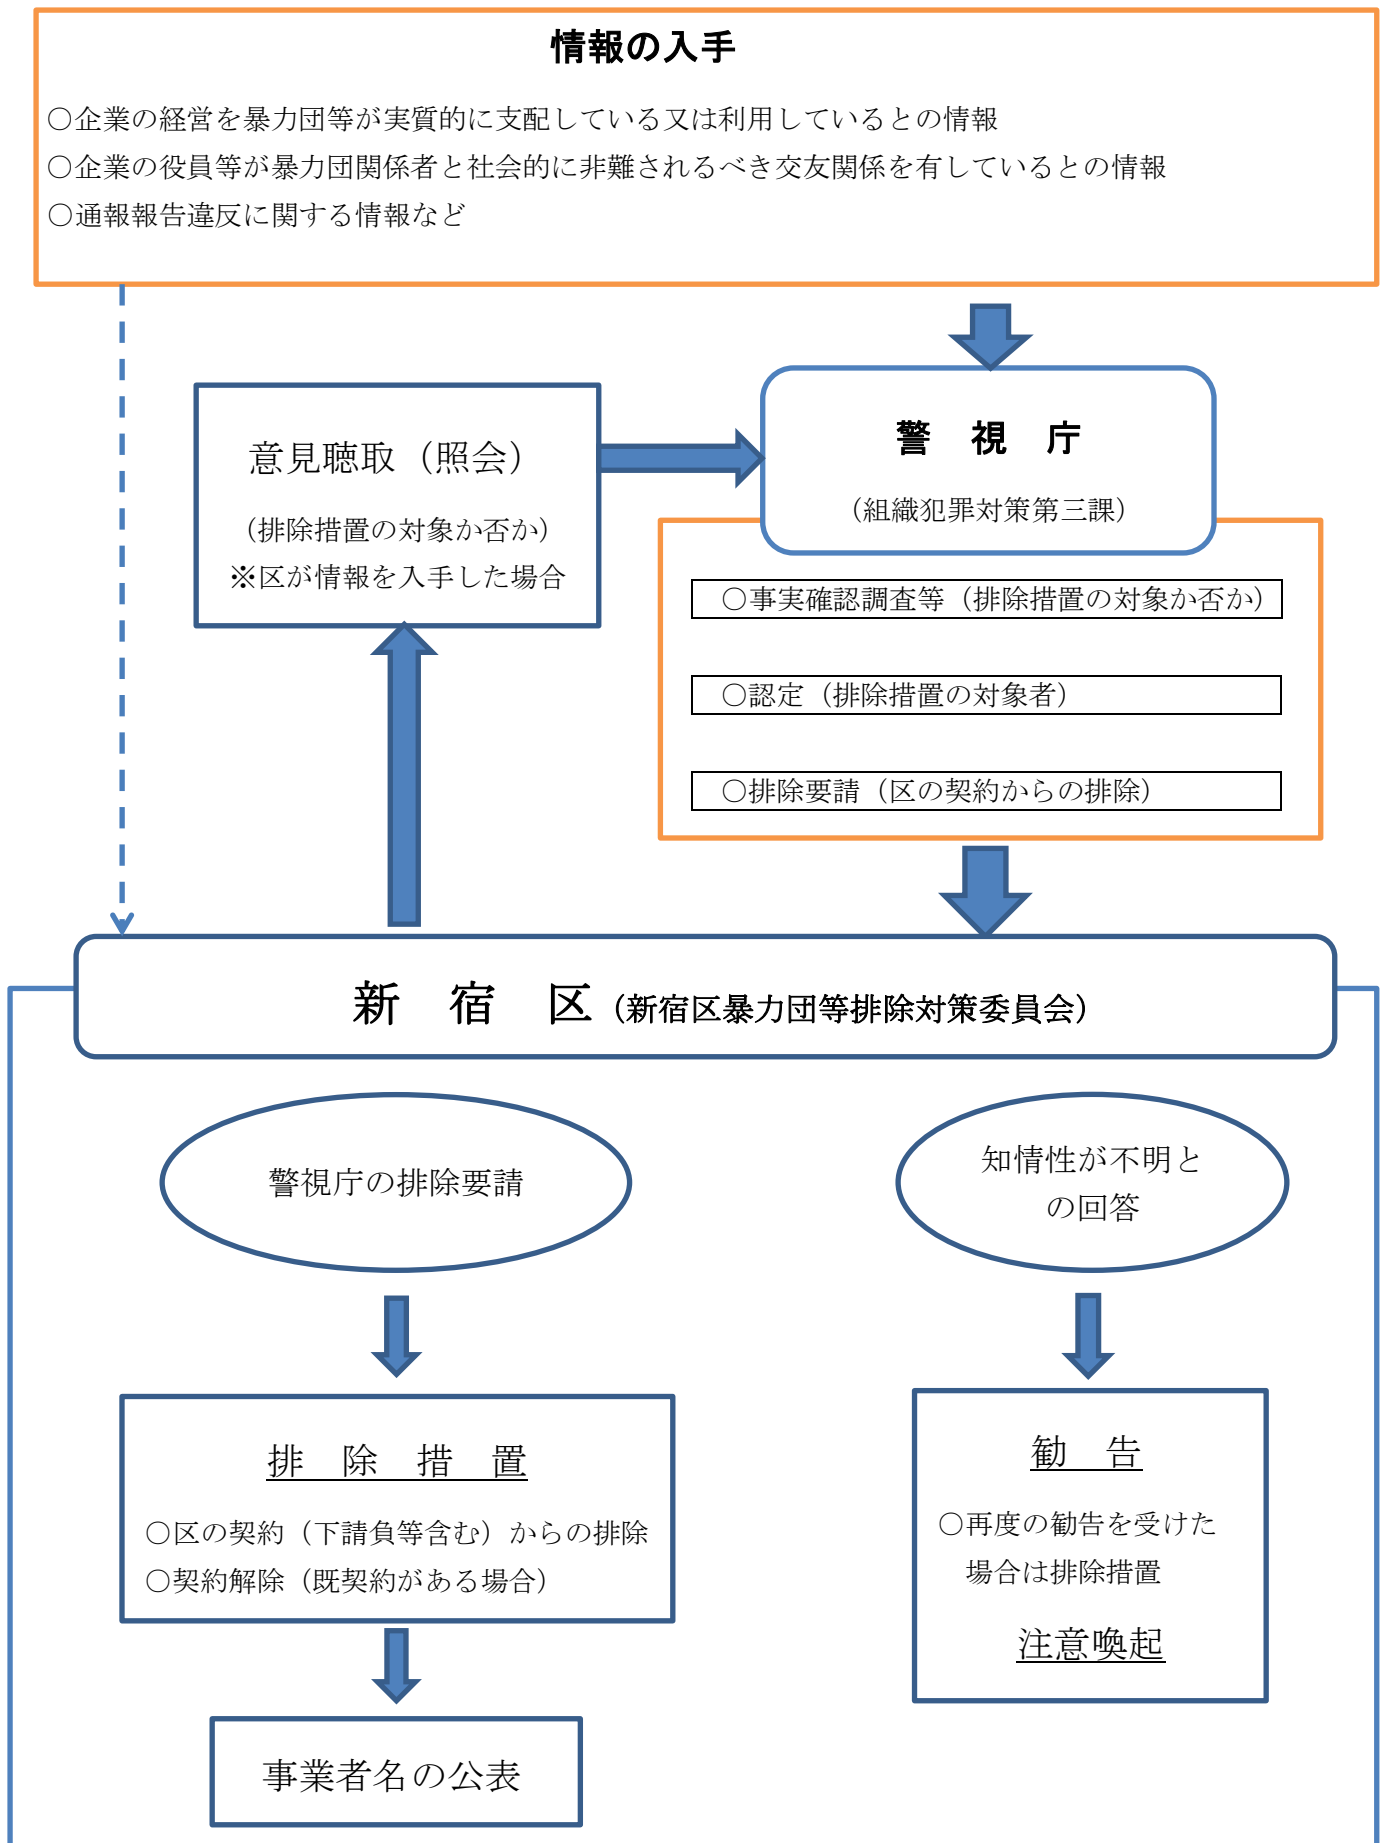 情報の入手
○企業の経営を暴力団等が実質的に支配している又は利用しているとの情報
○企業の役員等が暴力団関係者と社会的に非難されるべき交友関係を有しているとの情報
○通報報告違反に関する情報など
意見聴取（照会）
（排除措置の対象か否か）
※区が情報を入手した場合
警　視　庁
（組織犯罪対策第三課）
○事実確認調査等（排除措置の対象か否か）
○認定（排除措置の対象者）
○排除要請（区の契約からの排除）
新　宿　区（新宿区暴力団等排除対策委員会）
警視庁の排除要請
知情性が不明と
の回答
排　除　措　置
○区の契約（下請負等含む）からの排除
○契約解除（既契約がある場合）
勧　告
○再度の勧告を受けた
場合は排除措置
注意喚起
事業者名の公表